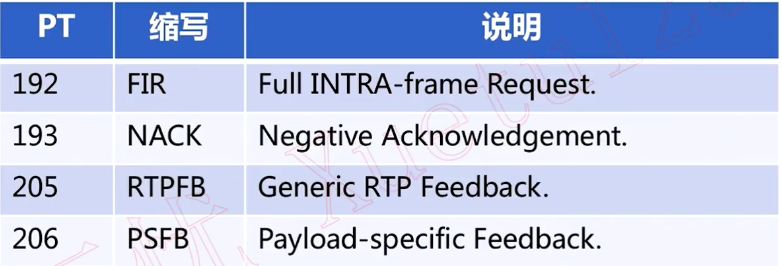 PT 缩写 说明
192 FIR Full INTRA-frame Request.
193 NACK Negative Acknowledgement.
205 RTPFB Generic RTP Feedback.
206 PSFB Payload-specific Feedback.